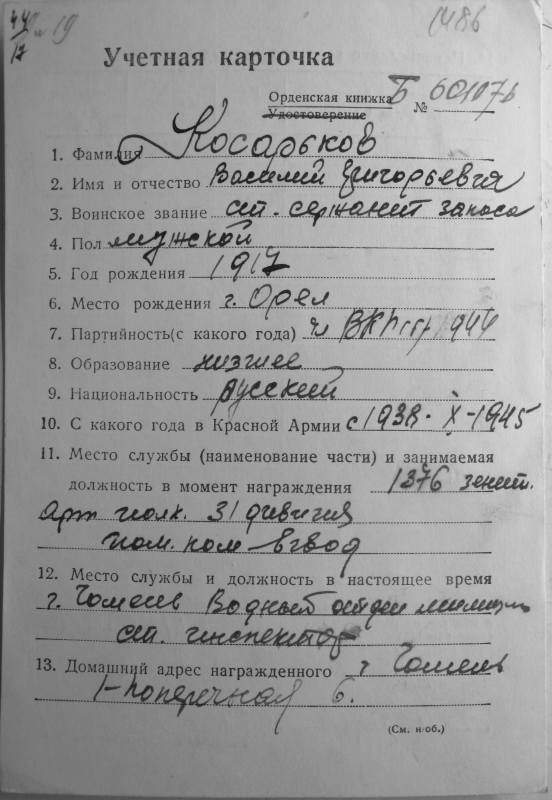 44
17
19
1486
Учетная карточка
Орденская книжка Б № 601076
Удостоверение
1. Фамилия Косарьков
2. Имя и отчество Василий Григорьевич
3. Воинское звание ст. сержант запаса
4. Пол мужской
5. Год рождения 1917
6. Место рождения г. Орел
7. Партийность(с какого года) чл ВКП(б) 1944
8. Образование низшее
9. Национальность русский
10. С какого года в Красной Армии с 1938-X-1945
11. Место службы (наименование части) и занимаемая
должность в момент награждения 1376 зенит.
арт полк. 31 дивизия
пом. ком взвод
12. Место службы и должность в настоящее время
г. Гомель Водный отдел милиции
ст. инспектор
13. Домашний адрес награжденного г Гомель
1-поперечная 6.
(См. н/об.)